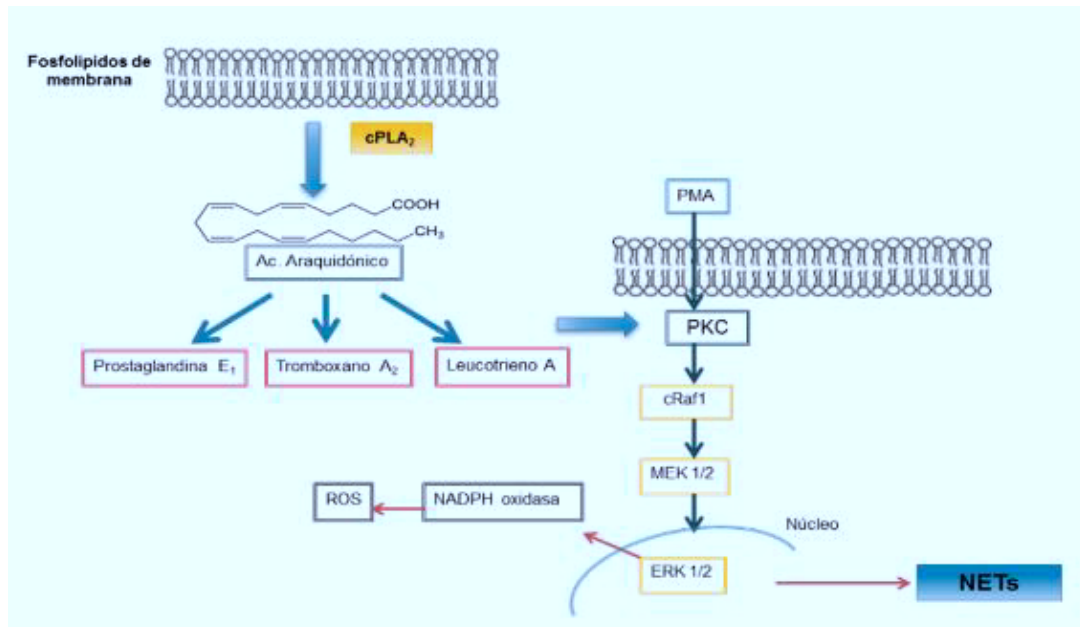 Fosfolipidos de
membrana
cPLA₂
COOH
CH₃
Ac. Araquidónico
Prostaglandina E₁
Tromboxano A₂
Leucotrieno A
PMA
PKC
cRaf1
MEK 1/2
Núcleo
ERK 1/2
NADPH oxidasa
ROS
NETs